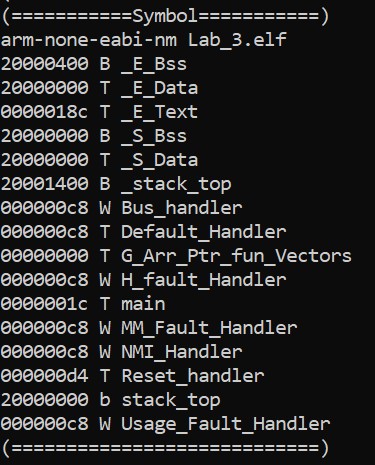 (===========Symbol===========)
arm-none-eabi-nm Lab_3.elf
20000400 B _E_Bss
20000000 T _E_Data
0000018c T _E_Text
20000000 B _S_Bss
20000000 T _S_Data
20001400 B _stack_top
000000c8 W Bus_handler
000000c8 T Default_Handler
00000000 T G_Arr_Ptr_fun_Vectors
000000c8 W H_fault_Handler
0000001c T main
000000c8 W MM_Fault_Handler
000000c8 W NMI_Handler
000000d4 T Reset_handler
20000000 b stack_top
000000c8 W Usage_Fault_Handler
(============================)